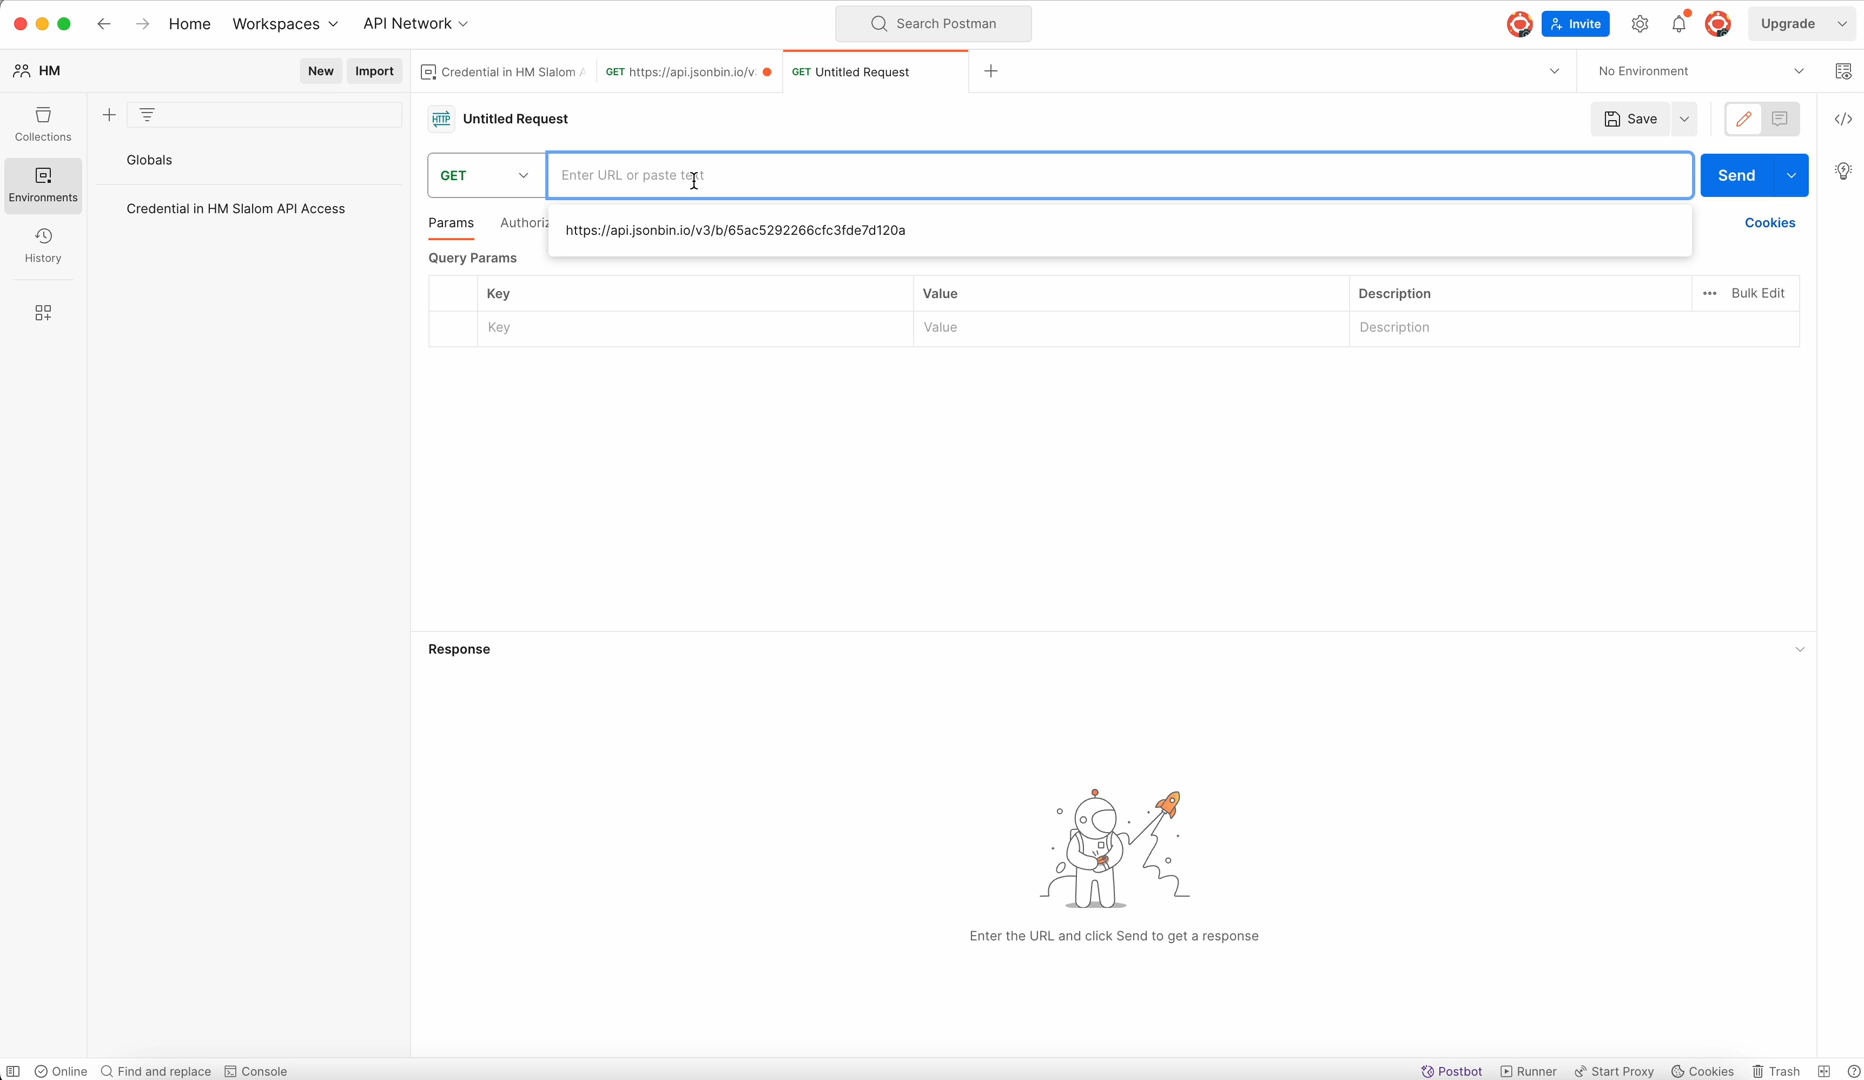 Home Workspaces API Network Search Postman Invite Upgrade
HM New Import Credential in HM Slalom GET https://api.jsonbin.io/v GET Untitled Request No Environment
Collections
Environments
History
Globals
Credential in HM Slalom API Access
HTTP Untitled Request Save
GET Enter URL or paste text Send
https://api.jsonbin.io/v3/b/65ac5292266cfc3fde7d120a
Params Authoriz Cookies
Query Params
Key Value Description Bulk Edit
Key Value Description
Response
Enter the URL and click Send to get a response
Online Find and replace Console Postbot Runner Start Proxy Cookies Trash